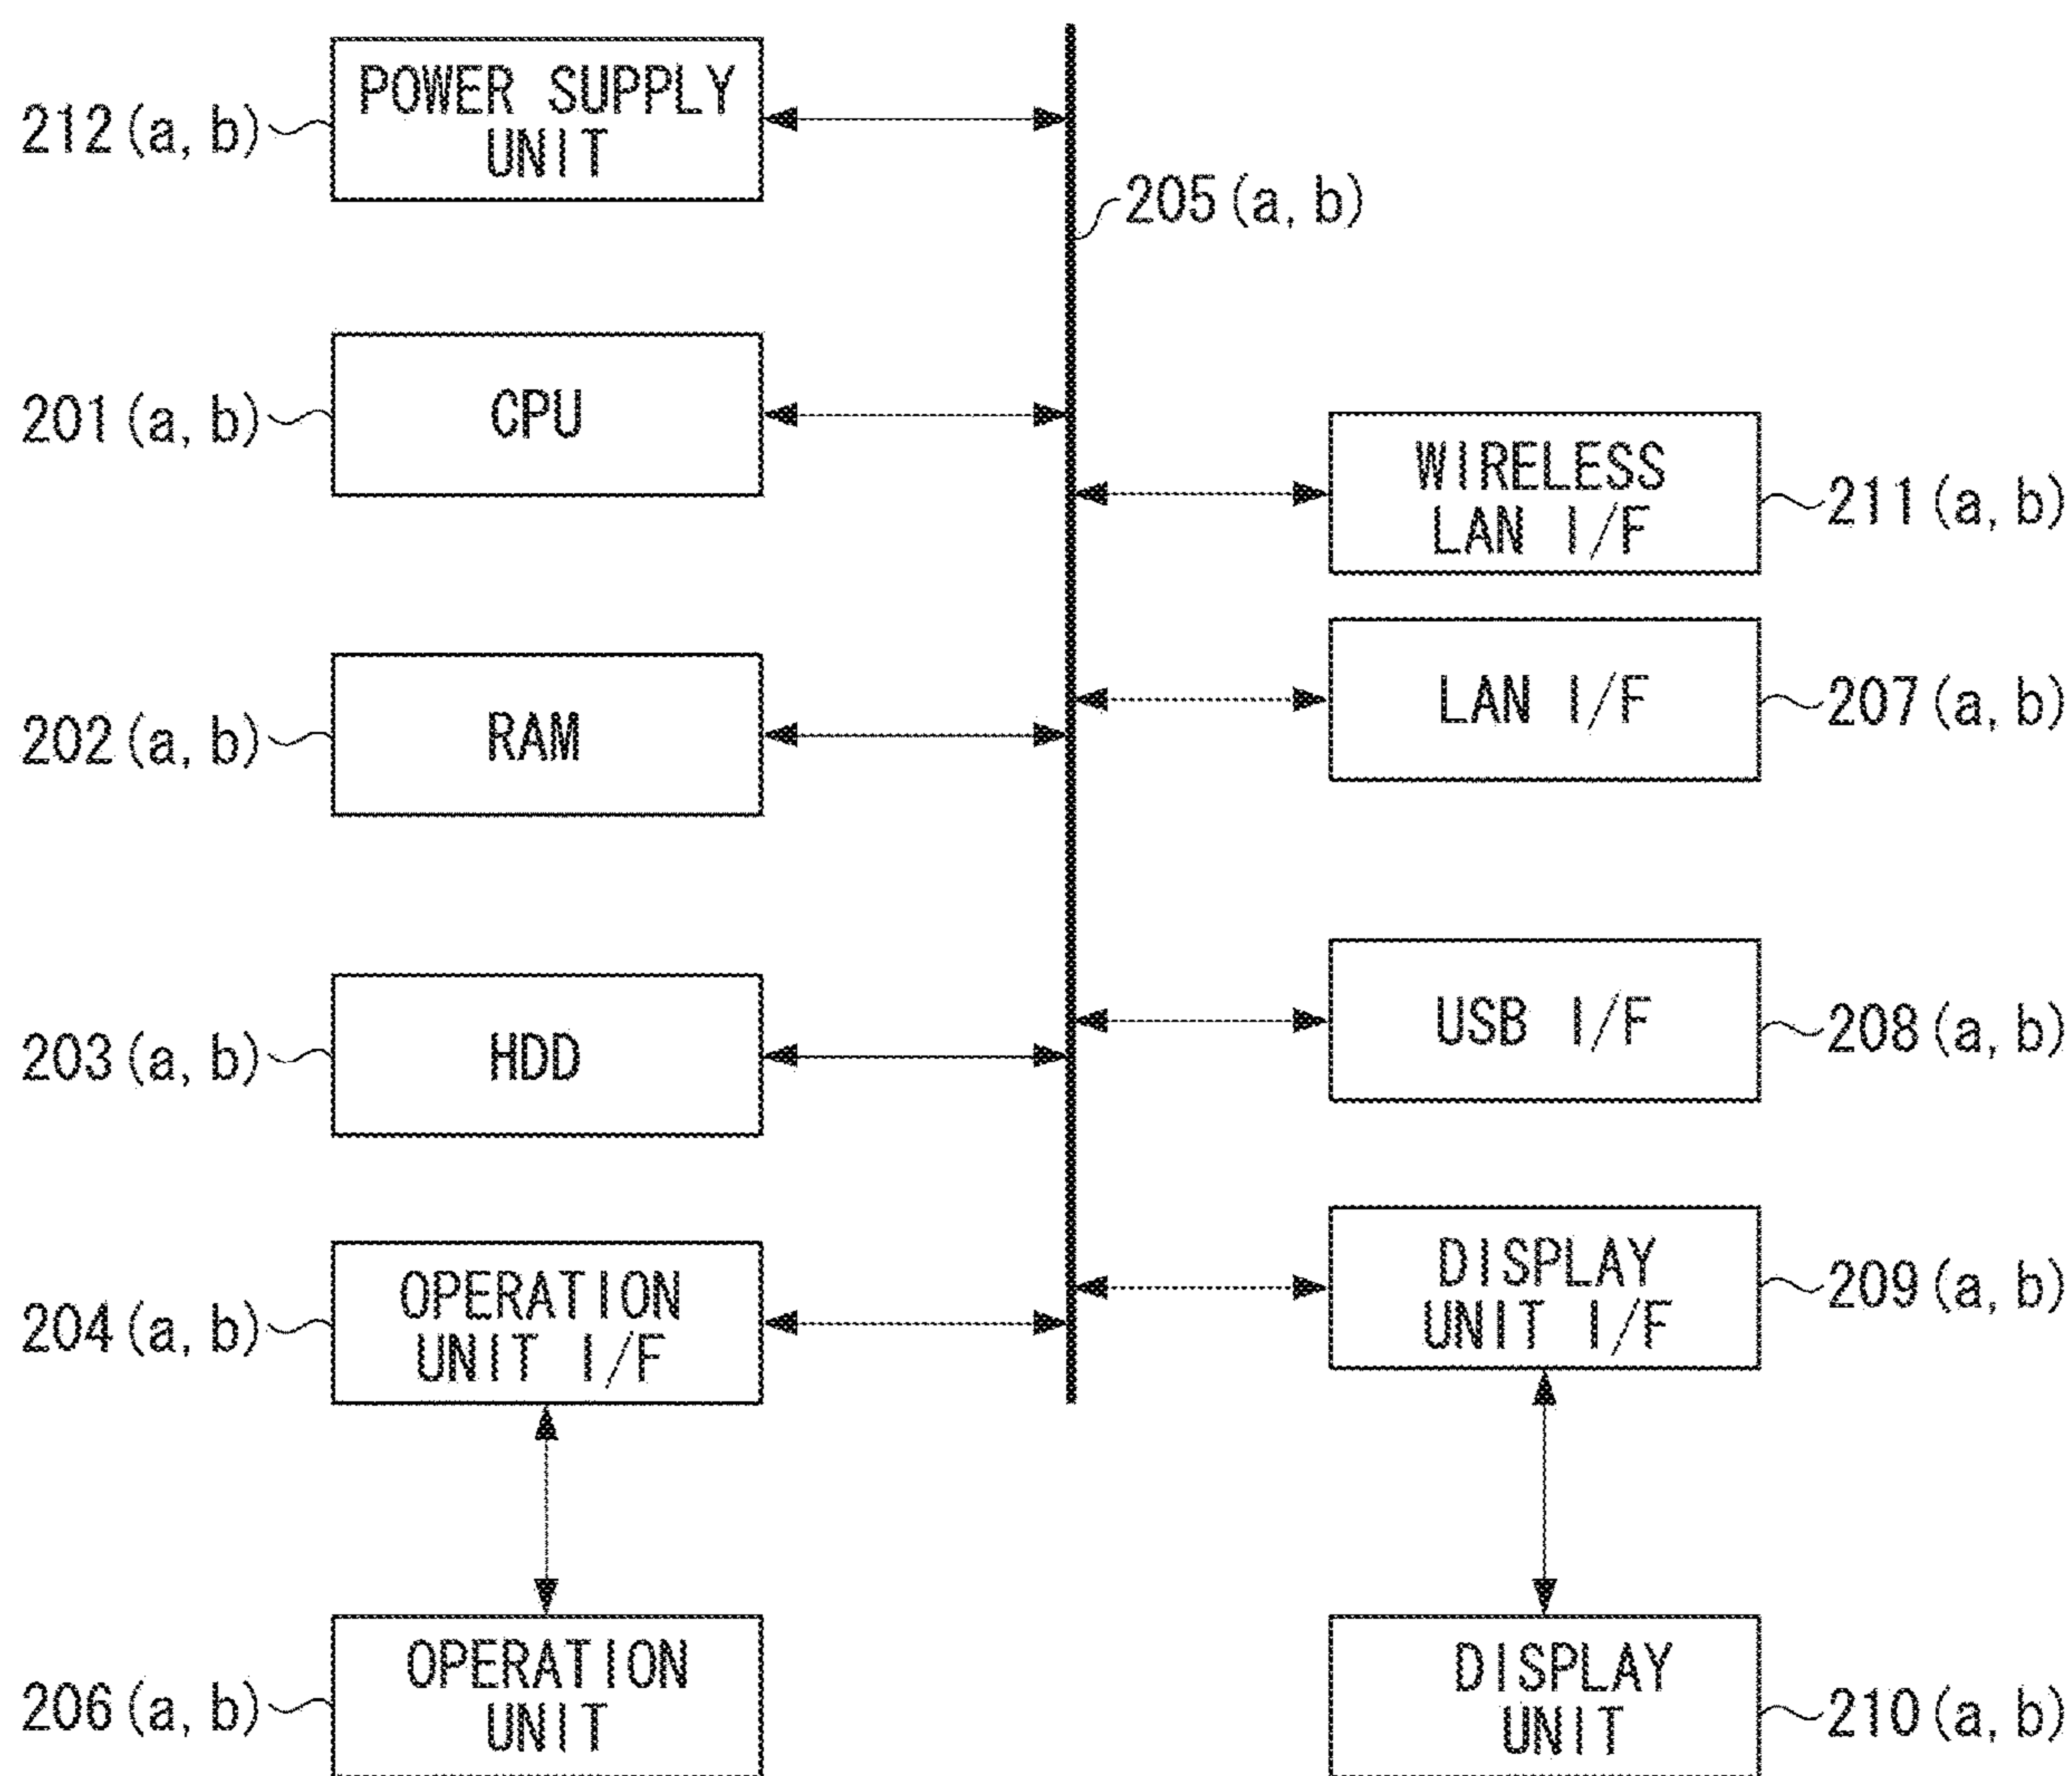 POWER SUPPLY
UNIT
212(a, b)
205(a, b)
CPU
201(a, b)
WIRELESS
LAN I/F
211(a, b)
RAM
202(a, b)
LAN I/F
207(a, b)
HDD
203(a, b)
USB I/F
208(a, b)
OPERATION
UNIT I/F
204(a, b)
DISPLAY
UNIT I/F
209(a, b)
OPERATION
UNIT
206(a, b)
DISPLAY
UNIT
210(a, b)